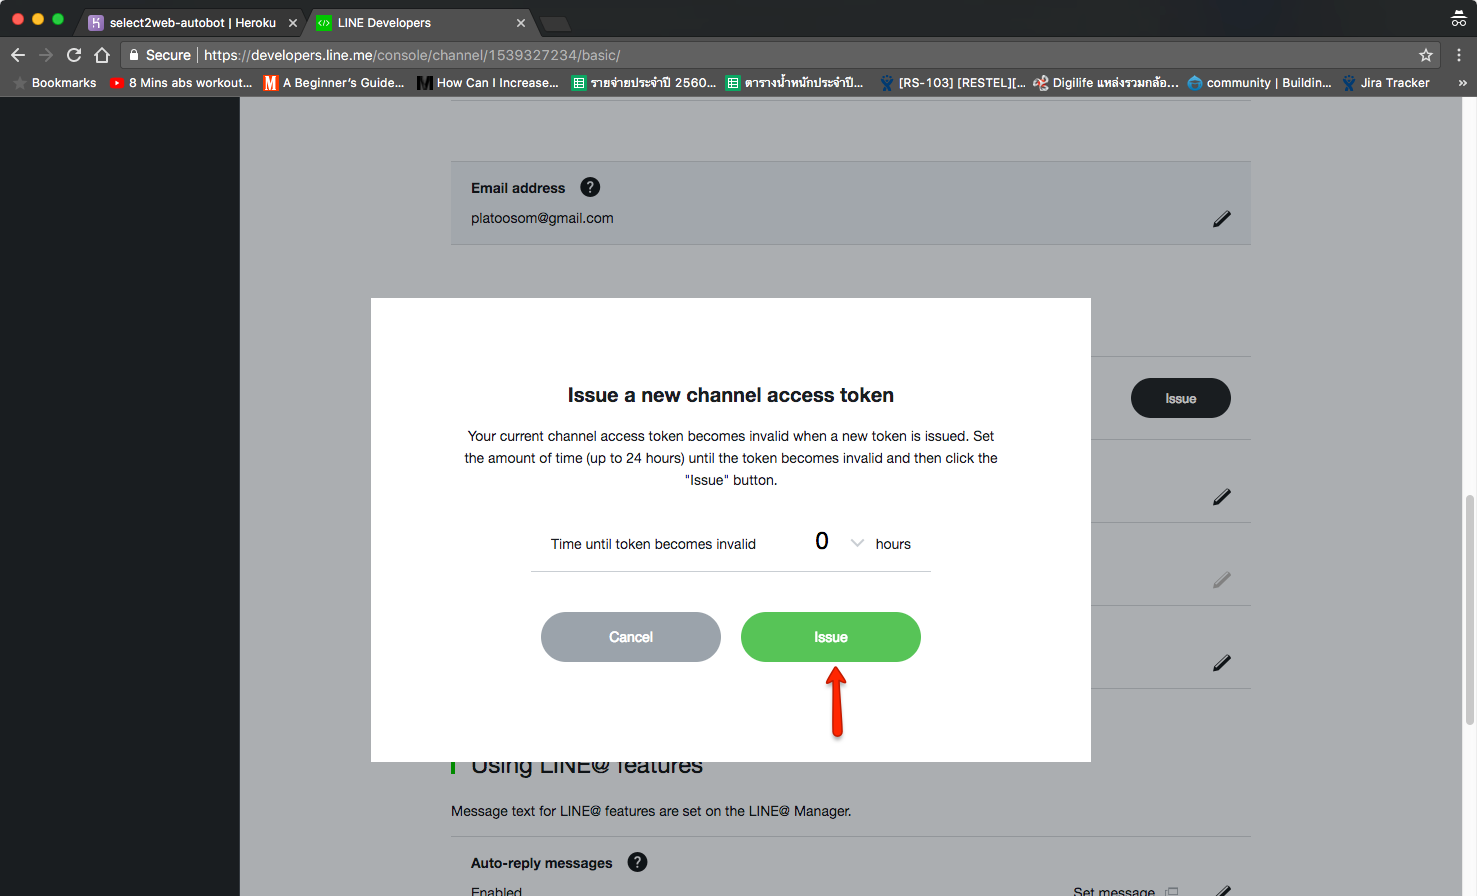 select2web-autobot | Heroku
LINE Developers
Secure
https://developers.line.me/console/channel/1539327234/basic/
Bookmarks
8 Mins abs workout...
A Beginner's Guide...
How Can I Increase...
รายจ่ายประจำปี 2560...
ตารางน้ำหนักประจำปี...
[RS-103] [RESTEL][...
Digilife แหล่งรวมกล้อ...
community | Buildin...
Jira Tracker
»
Email address ?
platoosom@gmail.com
Issue
Issue a new channel access token
Your current channel access token becomes invalid when a new token is issued. Set
the amount of time (up to 24 hours) until the token becomes invalid and then click the
"Issue" button.
Time until token becomes invalid 0 hours
Cancel
Issue
Using LINE@ features
Message text for LINE@ features are set on the LINE@ Manager.
Auto-reply messages ?
Enabled
Set message